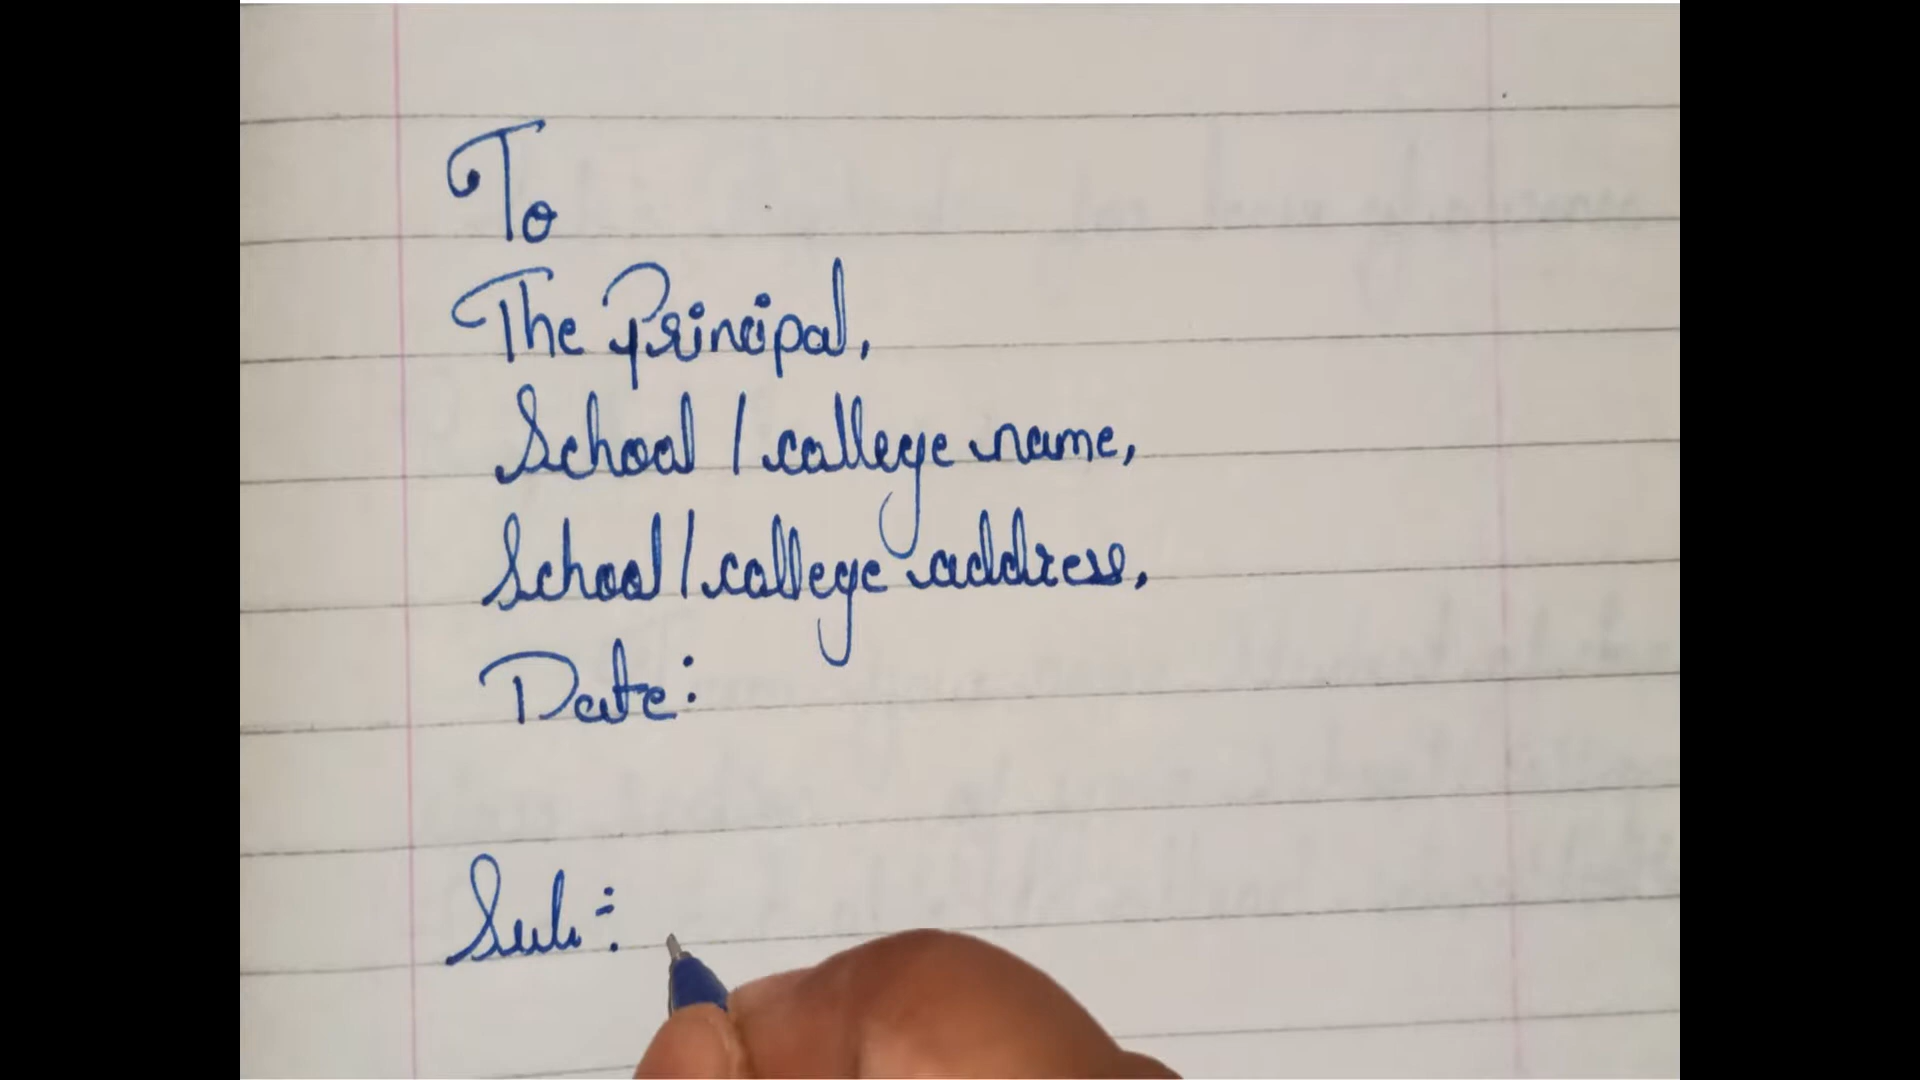 To
The Principal,
School / college name,
School / college address,
Date:
Sub: